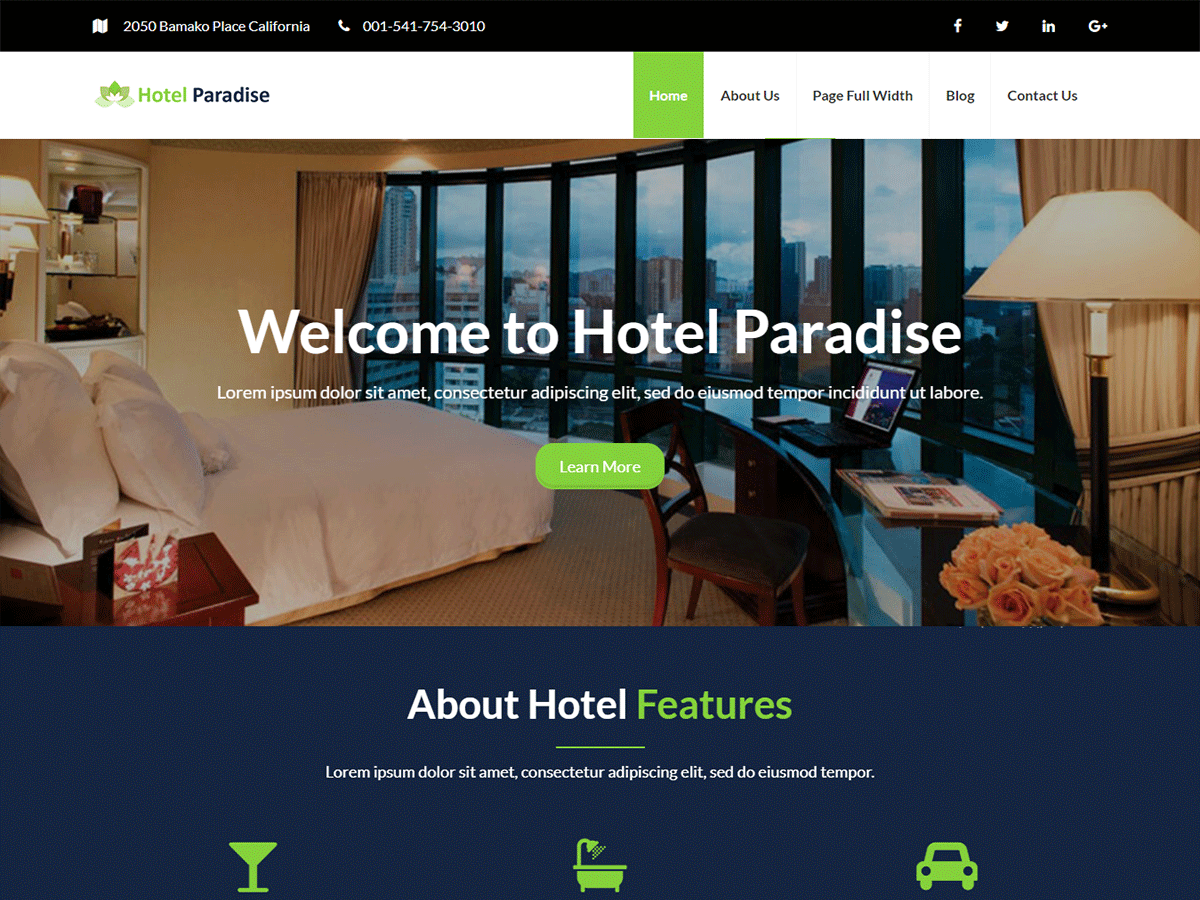 2050 Bamako Place California
001-541-754-3010
Hotel Paradise
Home
About Us
Page Full Width
Blog
Contact Us
Welcome to Hotel Paradise
Lorem ipsum dolor sit amet, consectetur adipiscing elit, sed do eiusmod tempor incididunt ut labore.
Learn More
About Hotel Features
Lorem ipsum dolor sit amet, consectetur adipiscing elit, sed do eiusmod tempor.